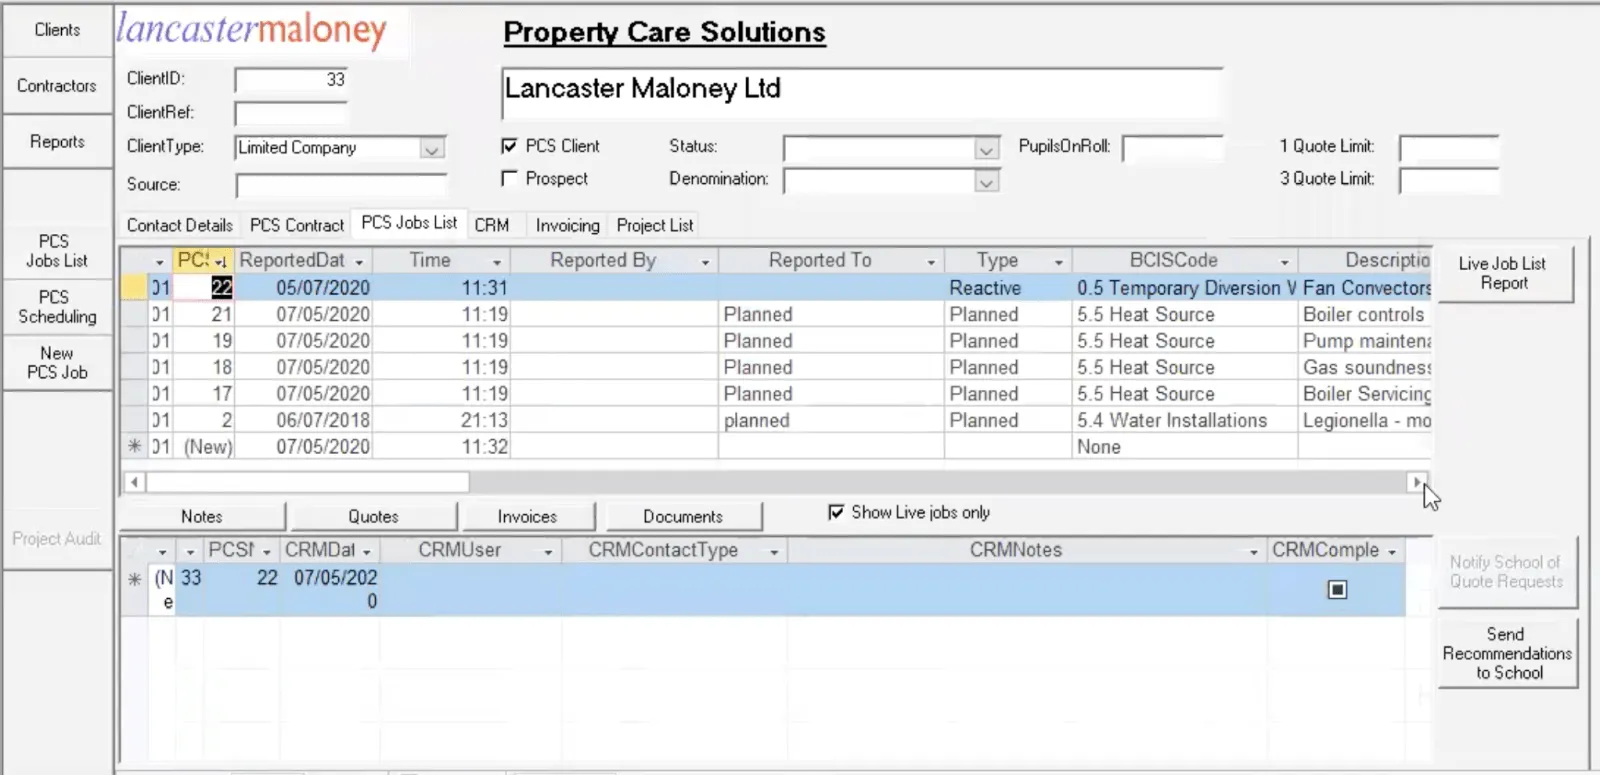 Clients
Contractors
Reports
PCS
Jobs List
PCS
Scheduling
New
PCS Job
Project Audit
lancastermaloney
Property Care Solutions
ClientID: 33
Lancaster Maloney Ltd
ClientRef:
ClientType: Limited Company
PCS Client Status: PupilsOnRoll: 1 Quote Limit:
Source:
Prospect Denomination: 3 Quote Limit:
Contact Details PCS Contract PCS Jobs List CRM Invoicing Project List
ReportedDat Time Reported By Reported To Type BCISCode Descriptio
01 22 05/07/2020 11:31 Reactive 0.5 Temporary Diversion Fan Convectors
01 21 07/05/2020 11:19 Planned Planned 5.5 Heat Source Boiler controls
01 19 07/05/2020 11:19 Planned Planned 5.5 Heat Source Pump maintena
01 18 07/05/2020 11:19 Planned Planned 5.5 Heat Source Gas soundness
01 17 07/05/2020 11:19 Planned Planned 5.5 Heat Source Boiler Servicing
01 2 06/07/2018 21:13 planned Planned 5.4 Water Installations Legionella - mo
* 01 (New) 07/05/2020 11:32 None
Live Job List
Report
Notes Quotes Invoices Documents Show Live jobs only
CRMDat CRMUser CRMContactType CRMNotes CRMComple
* (N 33 22 07/05/202
e 0
Notify School of
Quote Requests
Send
Recommendations
to School